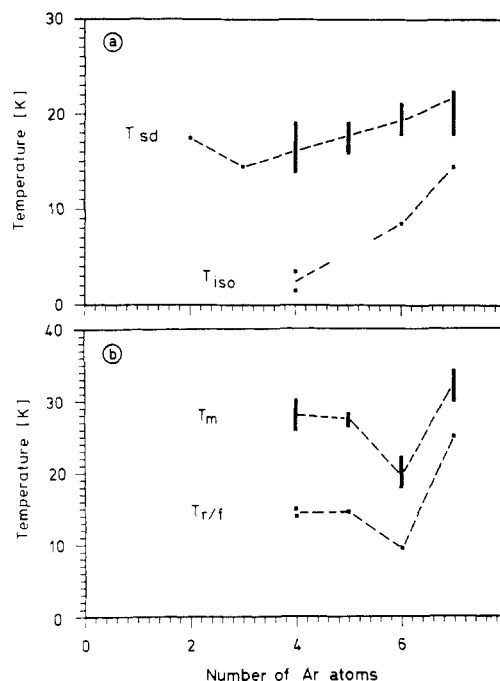 30
ⓐ
20
T sd
10
T iso
0
Temperature [K]
40
ⓑ
30
T m
20
T r/f
10
0
Temperature [K]
0 2 4 6
Number of Ar atoms